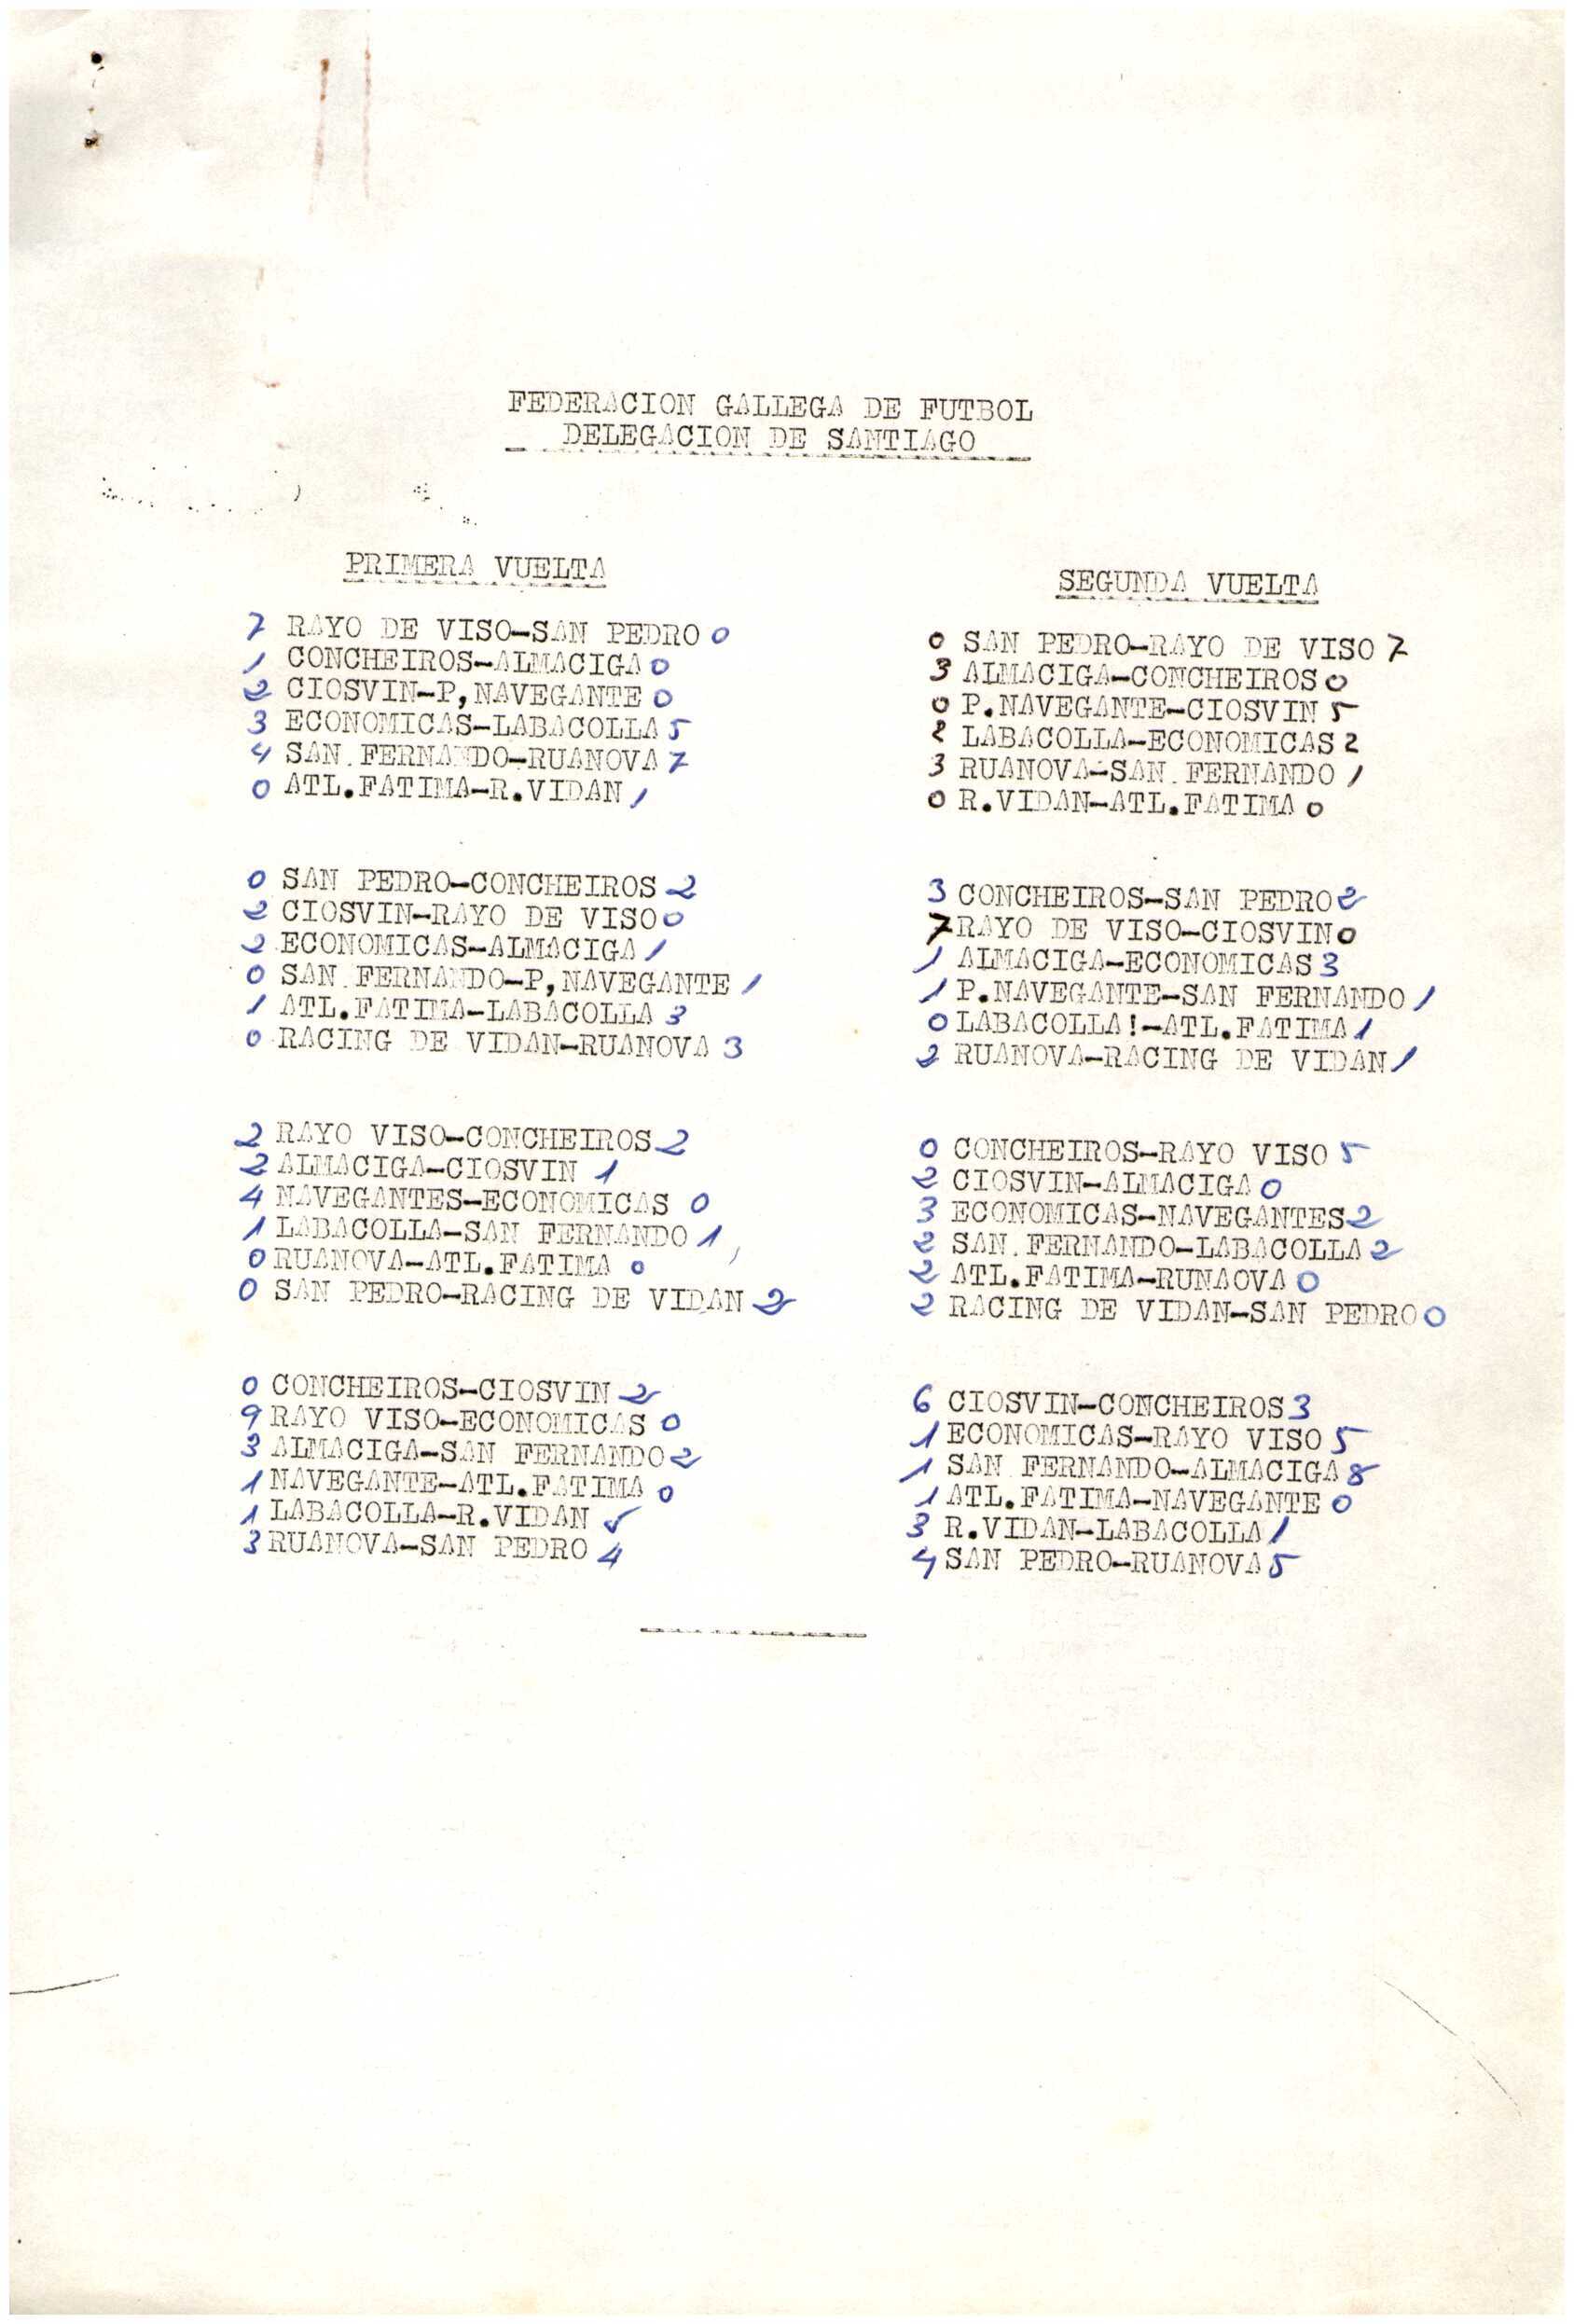 FEDERACION GALLEGA DE FUTBOL
DELEGACION DE SANTIAGO
PRIMERA VUELTA
7 RAYO DE VISO-SAN PEDRO 0
1 CONCHEIROS-ALMACIGA 0
2 CIOSVIN-P,NAVEGANTE 0
3 ECONOMICAS-LABACOLLA 5
4 SAN FERNANDO-RUANOVA 7
0 ATL.FATIMA-R.VIDAN 1
0 SAN PEDRO-CONCHEIROS 2
2 CIOSVIN-RAYO DE VISO 0
2 ECONOMICAS-ALMACIGA 1
0 SAN FERNANDO-P,NAVEGANTE 1
1 ATL.FATIMA-LABACOLLA 3
0 RACING DE VIDAN-RUANOVA 3
2 RAYO VISO-CONCHEIROS 2
2 ALMACIGA-CIOSVIN 1
4 NAVEGANTES-ECONOMICAS 0
1 LABACOLLA-SAN FERNANDO 1
0 RUANOVA-ATL.FATIMA 0
0 SAN PEDRO-RACING DE VIDAN 2
0 CONCHEIROS-CIOSVIN 2
9 RAYO VISO-ECONOMICAS 0
3 ALMACIGA-SAN FERNANDO 2
1 NAVEGANTE-ATL.FATIMA 0
1 LABACOLLA-R.VIDAN 5
3 RUANOVA-SAN PEDRO 4
SEGUNDA VUELTA
0 SAN PEDRO-RAYO DE VISO 7
3 ALMACIGA-CONCHEIROS 0
0 P.NAVEGANTE-CIOSVIN 5
2 LABACOLLA-ECONOMICAS 2
3 RUANOVA-SAN FERNANDO 1
0 R.VIDAN-ATL.FATIMA 0
3 CONCHEIROS-SAN PEDRO 2
7 RAYO DE VISO-CIOSVIN 0
1 ALMACIGA-ECONOMICAS 3
1 P.NAVEGANTE-SAN FERNANDO 1
0 LABACOLLA!-ATL.FATIMA 1
2 RUANOVA-RACING DE VIDAN 1
0 CONCHEIROS-RAYO VISO 5
2 CIOSVIN-ALMACIGA 0
3 ECONOMICAS-NAVEGANTES 2
2 SAN FERNANDO-LABACOLLA 2
2 ATL.FATIMA-RUNAOVA 0
2 RACING DE VIDAN-SAN PEDRO 0
6 CIOSVIN-CONCHEIROS 3
1 ECONOMICAS-RAYO VISO 5
1 SAN FERNANDO-ALMACIGA 8
1 ATL.FATIMA-NAVEGANTE 0
3 R.VIDAN-LABACOLLA 1
4 SAN PEDRO-RUANOVA 5